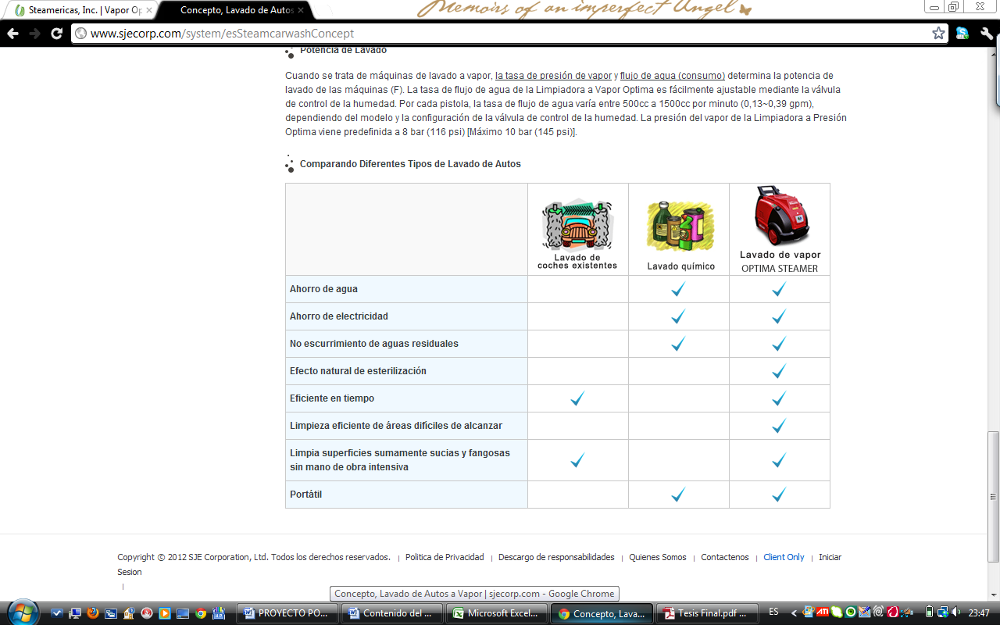 Memoirs of an imperfect Angel
Steamericas, Inc. | Vapor Op
Concepto, Lavado de Autos
www.sjecorp.com/system/esSteamcarwashConcept
Potencia de Lavado
Cuando se trata de máquinas de lavado a vapor, la tasa de presión de vapor y flujo de agua (consumo) determina la potencia de
lavado de las máquinas (F). La tasa de flujo de agua de la Limpiadora a Vapor Optima es fácilmente ajustable mediante la válvula
de control de la humedad. Por cada pistola, la tasa de flujo de agua varía entre 500cc a 1500cc por minuto (0,13~0,39 gpm),
dependiendo del modelo y la configuración de la válvula de control de la humedad. La presión del vapor de la Limpiadora a Presión
Optima viene predefinida a 8 bar (116 psi) [Máximo 10 bar (145 psi)].
Comparando Diferentes Tipos de Lavado de Autos
Lavado de
coches existentes
Lavado químico
Lavado de vapor
OPTIMA STEAMER
Ahorro de agua
Ahorro de electricidad
No escurrimiento de aguas residuales
Efecto natural de esterilización
Eficiente en tiempo
Limpieza eficiente de áreas difíciles de alcanzar
Limpia superficies sumamente sucias y fangosas
sin mano de obra intensiva
Portátil
Copyright © 2012 SJE Corporation, Ltd. Todos los derechos reservados. | Politica de Privacidad | Descargo de responsabilidades | Quienes Somos | Contactenos | Client Only | Iniciar
Sesion
|
Concepto, Lavado de Autos a Vapor | sjecorp.com - Google Chrome
PROYECTO PO... Contenido del ... Microsoft Excel... Concepto, Lava... Tesis Final.pdf ... ES 23:47